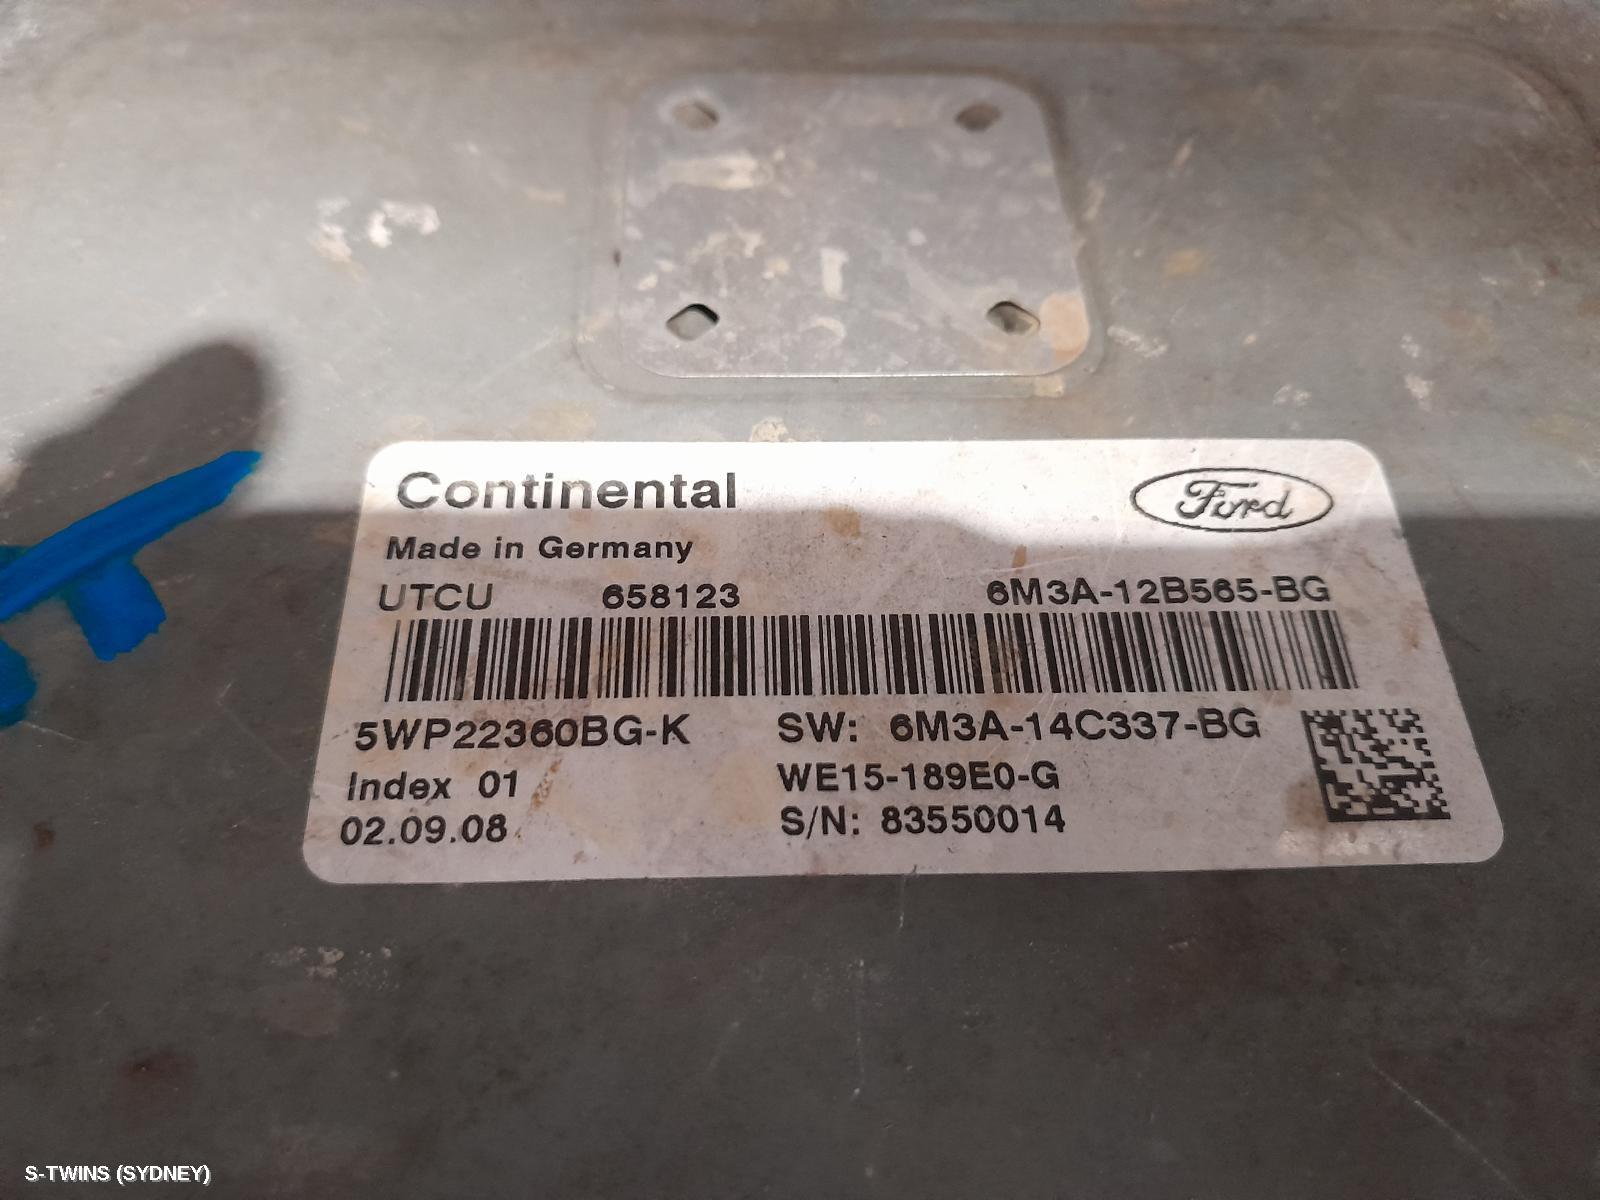 Continental
Ford
Made in Germany
UTCU 658123 6M3A-12B565-BG
5WP22360BG-K SW: 6M3A-14C337-BG
Index 01 WE15-189E0-G
02.09.08 S/N: 83550014
S-TWINS (SYDNEY)